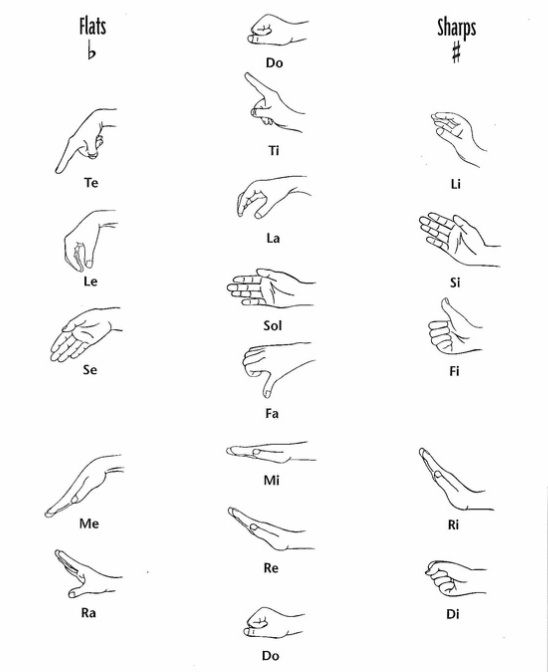 Flats
♭
Te
Le
Se
Me
Ra
Do
Ti
La
Sol
Fa
Mi
Re
Do
Sharps
♯
Li
Si
Fi
Ri
Di